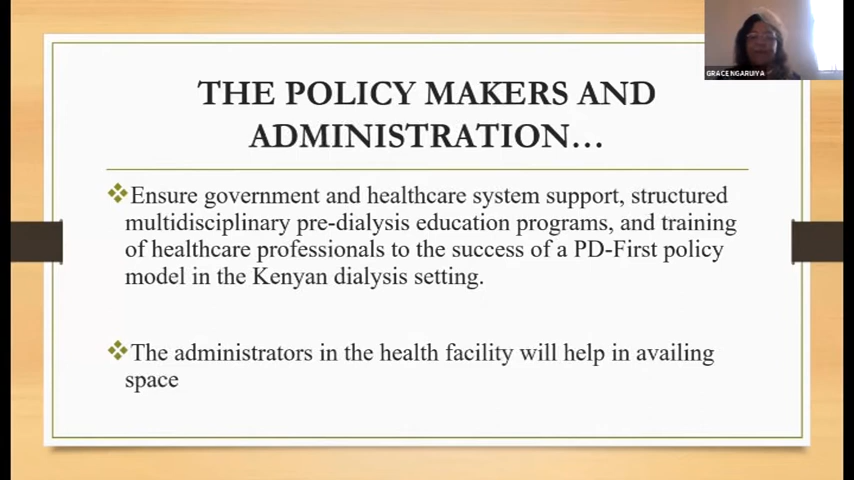 GRACE NGARUIYA
THE POLICY MAKERS AND
ADMINISTRATION…
Ensure government and healthcare system support, structured
multidisciplinary pre-dialysis education programs, and training
of healthcare professionals to the success of a PD-First policy
model in the Kenyan dialysis setting.
The administrators in the health facility will help in availing
space